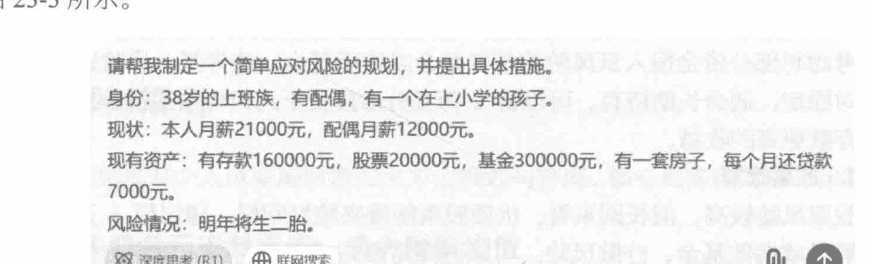 25-3 所示。
请帮我制定一个简单应对风险的规划，并提出具体措施。
身份：38岁的上班族，有配偶，有一个在上小学的孩子。
现状：本人月薪21000元，配偶月薪12000元。
现有资产：有存款160000元，股票20000元，基金300000元，有一套房子，每个月还贷款
7000元。
风险情况：明年将生二胎。
深度思考 (R1) 联网搜索